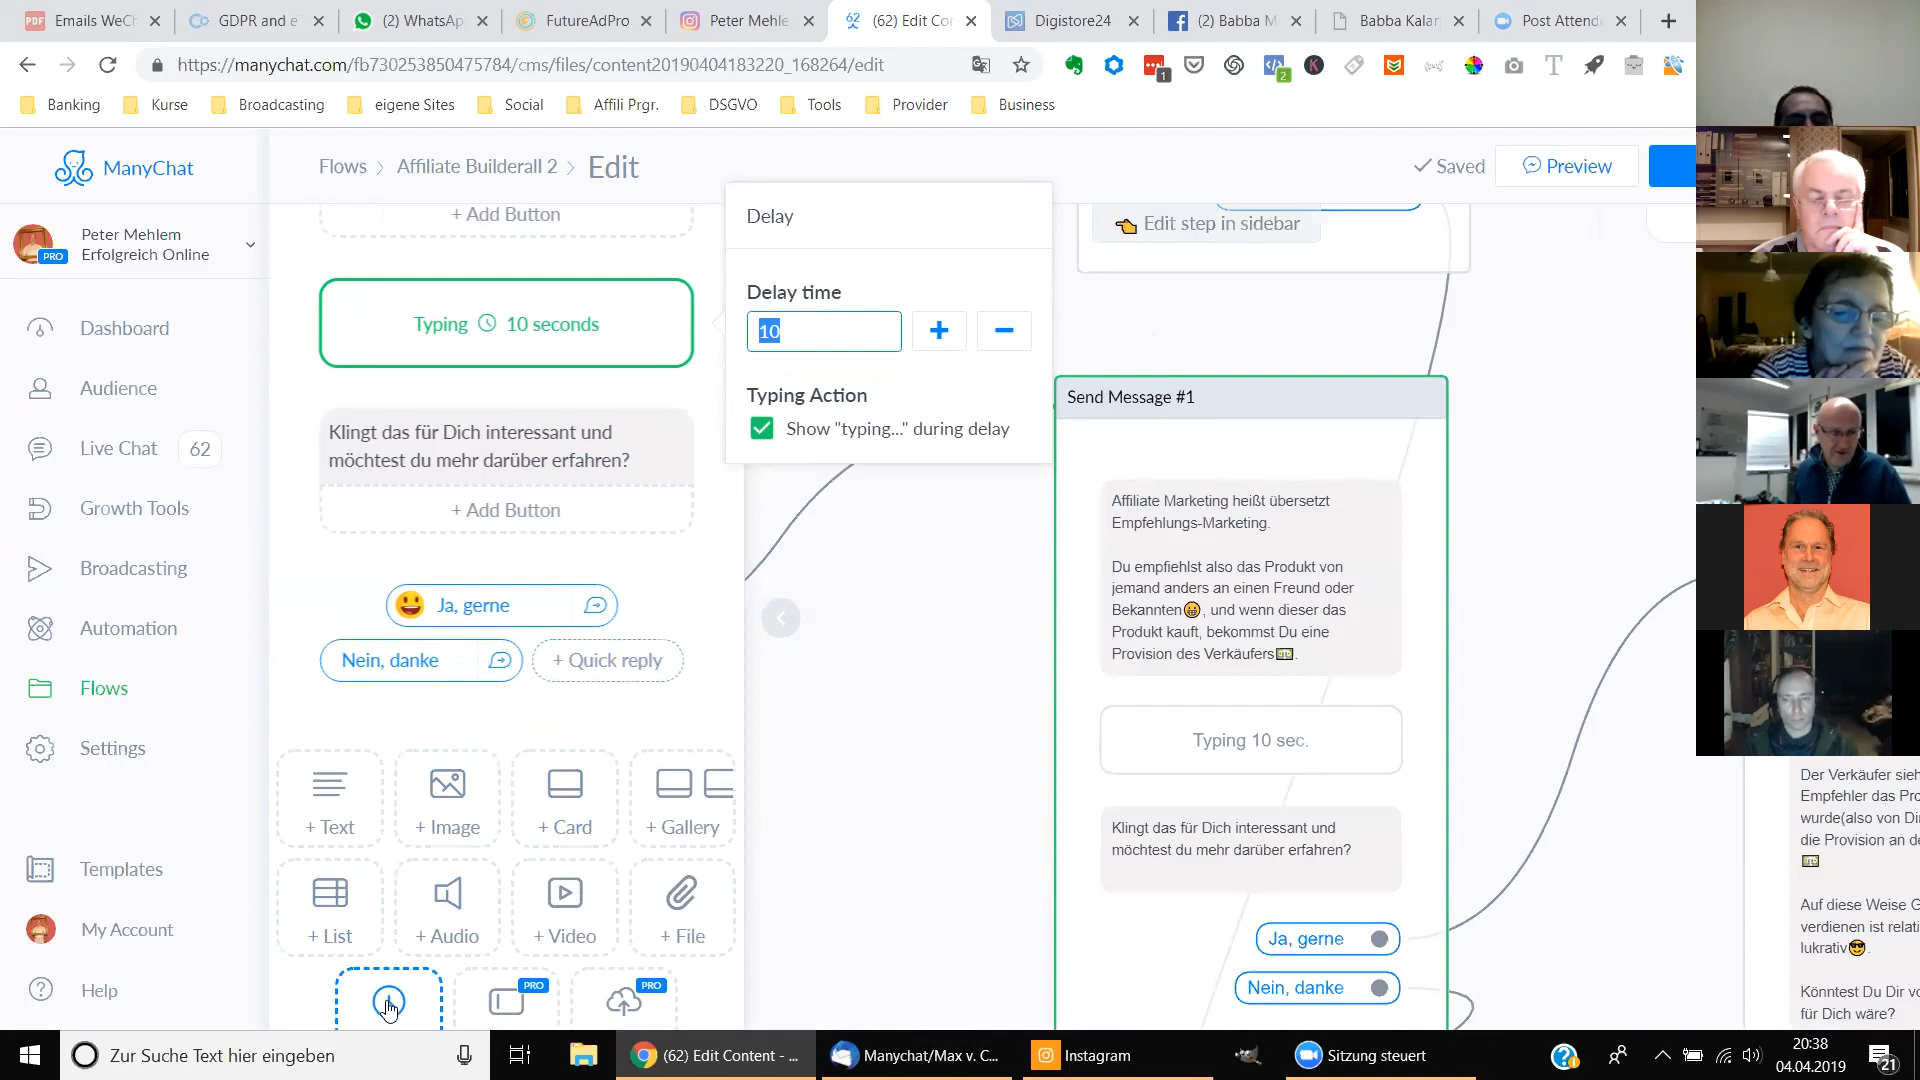 Emails WeCh
GDPR and e
(2) WhatsAp
FutureAdPro
Peter Mehle
(62) Edit Cor
Digistore24
(2) Babba M
Babba Kalar
Post Attende
https://manychat.com/fb730253850475784/cms/files/content20190404183220_168264/edit
Banking
Kurse
Broadcasting
eigene Sites
Social
Affili Prgr.
DSGVO
Tools
Provider
Business
ManyChat
Flows
Affiliate Builderall 2
Edit
Saved
Preview
Peter Mehlem
Erfolgreich Online
PRO
Dashboard
Audience
Live Chat
62
Growth Tools
Broadcasting
Automation
Flows
Settings
Templates
My Account
Help
+ Add Button
Typing 10 seconds
Klingt das für Dich interessant und
möchtest du mehr darüber erfahren?
+ Add Button
Ja, gerne
Nein, danke
+ Quick reply
+ Text
+ Image
+ Card
+ Gallery
+ List
+ Audio
+ Video
+ File
PRO
PRO
Delay
Delay time
10
+
−
Typing Action
Show "typing..." during delay
Edit step in sidebar
Send Message #1
Affiliate Marketing heißt übersetzt
Empfehlungs-Marketing.
Du empfiehlst also das Produkt von
jemand anders an einen Freund oder
Bekannten😀, und wenn dieser das
Produkt kauft, bekommst Du eine
Provision des Verkäufers💵.
Typing 10 sec.
Klingt das für Dich interessant und
möchtest du mehr darüber erfahren?
Ja, gerne
Nein, danke
Der Verkäufer sieh
Empfehler das Pro
wurde(also von Di
die Provision an de
Auf diese Weise G
verdienen ist relati
lukrativ😎.
Könntest Du Dir vo
für Dich wäre?
Zur Suche Text hier eingeben
(62) Edit Content - ...
Manychat/Max v. C...
Instagram
Sitzung steuert
20:38
04.04.2019
21